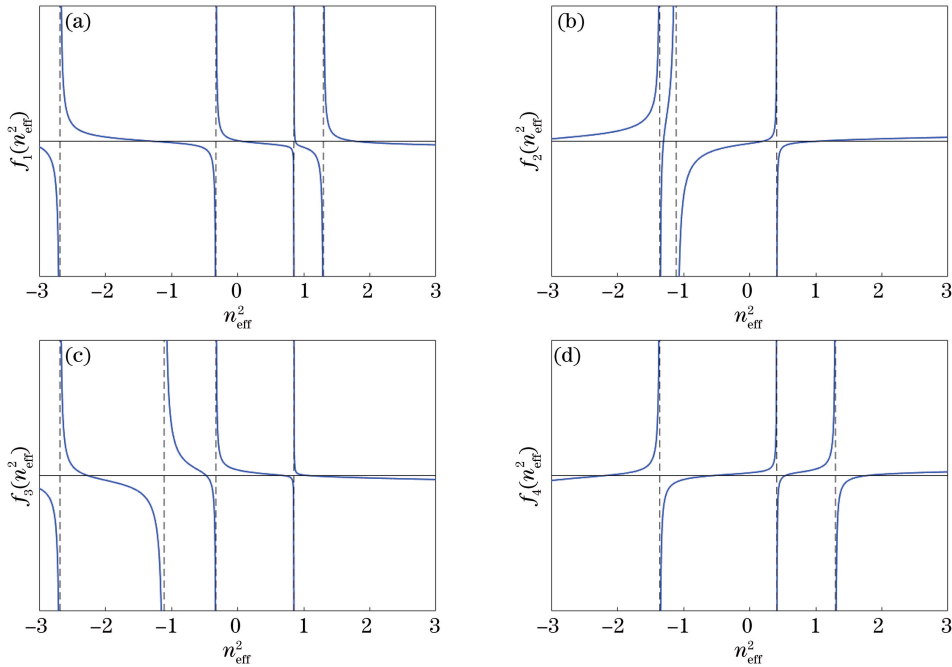 (a)
f₁(n²eff)
−3 −2 −1 0 1 2 3
n²eff
(b)
f₂(n²eff)
−3 −2 −1 0 1 2 3
n²eff
(c)
f₃(n²eff)
−3 −2 −1 0 1 2 3
n²eff
(d)
f₄(n²eff)
−3 −2 −1 0 1 2 3
n²eff